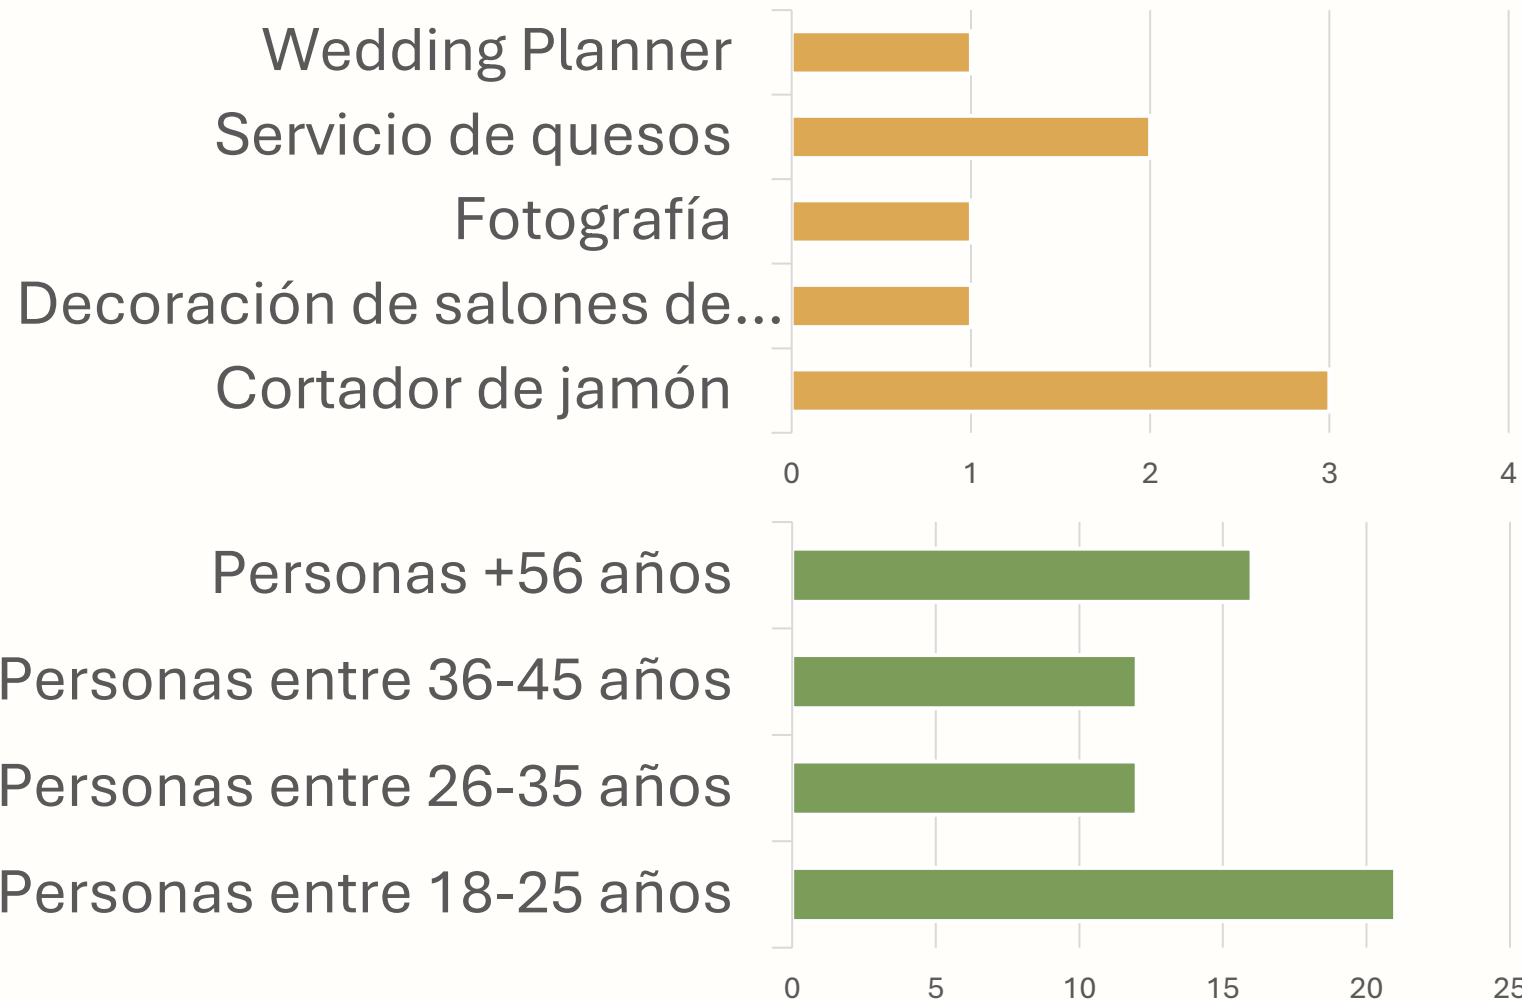 Wedding Planner
Servicio de quesos
Fotografía
Decoración de salones de...
Cortador de jamón
0 1 2 3 4
Personas +56 años
Personas entre 36-45 años
Personas entre 26-35 años
Personas entre 18-25 años
0 5 10 15 20 25